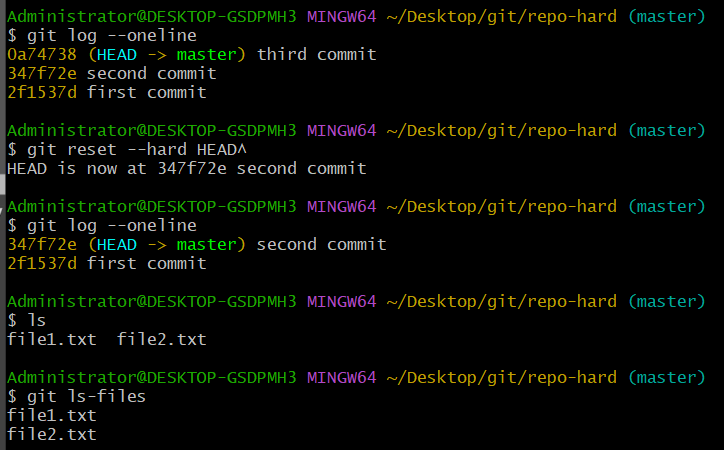 Administrator@DESKTOP-GSDPMH3 MINGW64 ~/Desktop/git/repo-hard (master)
$ git log --oneline
0a74738 (HEAD -> master) third commit
347f72e second commit
2f1537d first commit
Administrator@DESKTOP-GSDPMH3 MINGW64 ~/Desktop/git/repo-hard (master)
$ git reset --hard HEAD^
HEAD is now at 347f72e second commit
Administrator@DESKTOP-GSDPMH3 MINGW64 ~/Desktop/git/repo-hard (master)
$ git log --oneline
347f72e (HEAD -> master) second commit
2f1537d first commit
Administrator@DESKTOP-GSDPMH3 MINGW64 ~/Desktop/git/repo-hard (master)
$ ls
file1.txt  file2.txt
Administrator@DESKTOP-GSDPMH3 MINGW64 ~/Desktop/git/repo-hard (master)
$ git ls-files
file1.txt
file2.txt